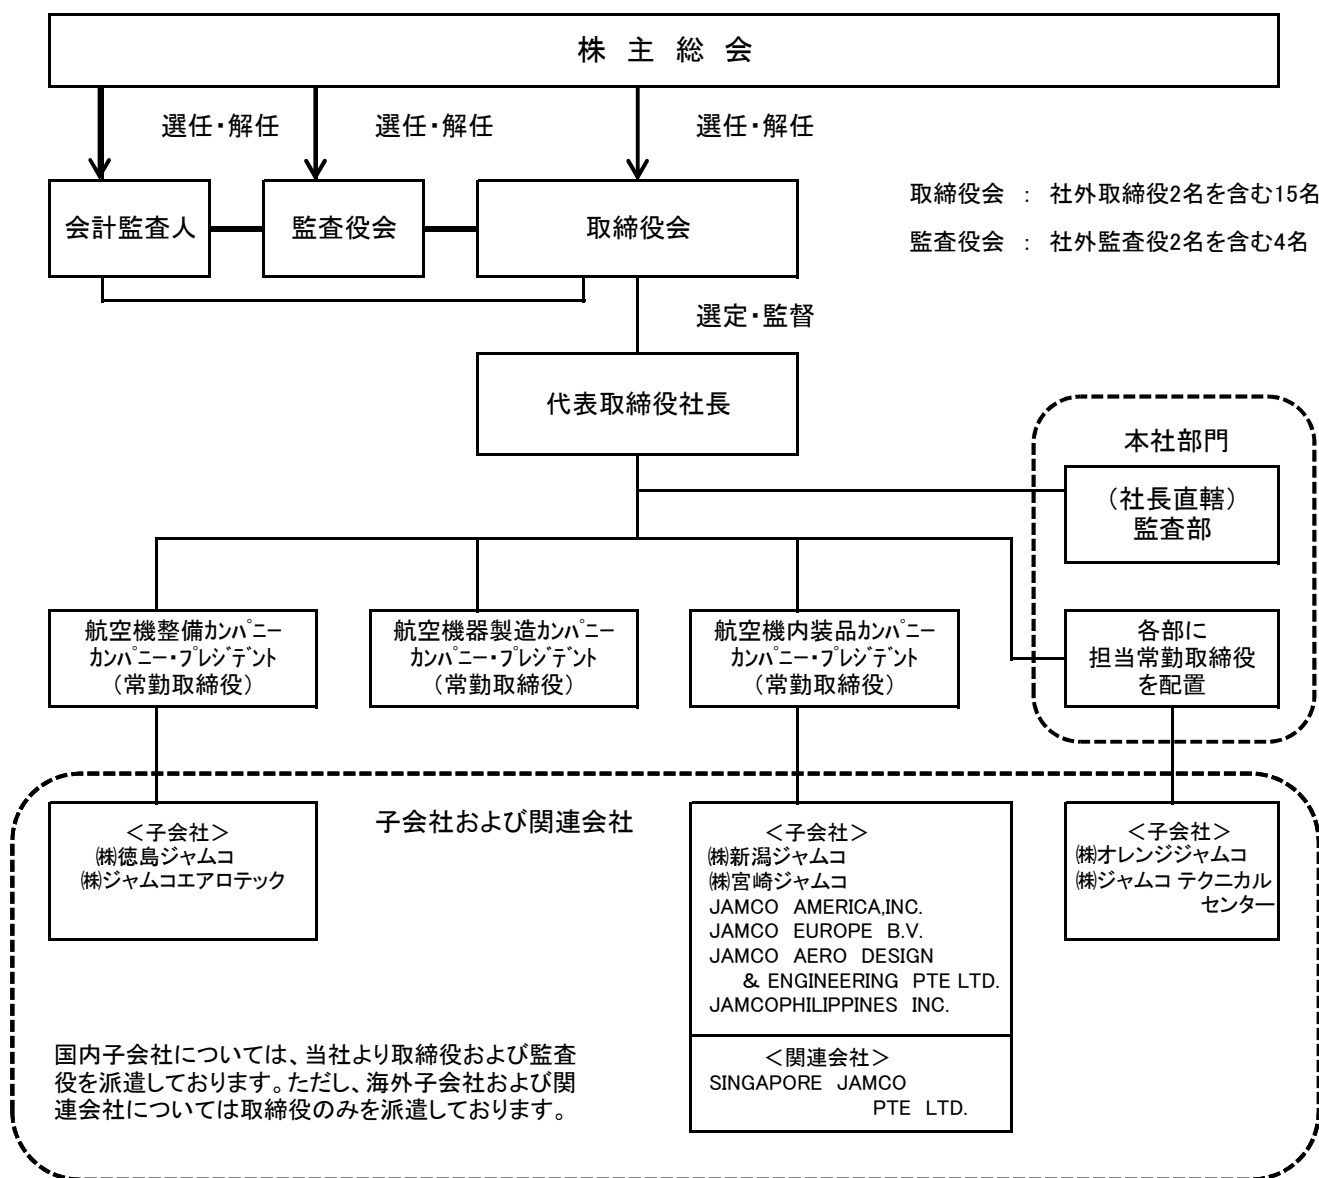 株 主 総 会
選任・解任
選任・解任
選任・解任
会計監査人
監査役会
取締役会
取締役会 ： 社外取締役2名を含む15名
監査役会 ： 社外監査役2名を含む4名
選定・監督
代表取締役社長
本社部門
（社長直轄）
監査部
航空機整備ｶﾝﾊﾟﾆｰ
ｶﾝﾊﾟﾆｰ・ﾌﾟﾚｼﾞﾃﾞﾝﾄ
（常勤取締役）
航空機器製造ｶﾝﾊﾟﾆｰ
ｶﾝﾊﾟﾆｰ・ﾌﾟﾚｼﾞﾃﾞﾝﾄ
（常勤取締役）
航空機内装品ｶﾝﾊﾟﾆｰ
ｶﾝﾊﾟﾆｰ・ﾌﾟﾚｼﾞﾃﾞﾝﾄ
（常勤取締役）
各部に
担当常勤取締役
を配置
子会社および関連会社
＜子会社＞
㈱徳島ジャムコ
㈱ジャムコエアロテック
＜子会社＞
㈱新潟ジャムコ
㈱宮崎ジャムコ
JAMCO AMERICA,INC.
JAMCO EUROPE B.V.
JAMCO AERO DESIGN
& ENGINEERING PTE LTD.
JAMCOPHILIPPINES INC.
＜関連会社＞
SINGAPORE JAMCO
PTE LTD.
＜子会社＞
㈱オレンジジャムコ
㈱ジャムコ テクニカル
センター
国内子会社については、当社より取締役および監査
役を派遣しております。ただし、海外子会社および関
連会社については取締役のみを派遣しております。